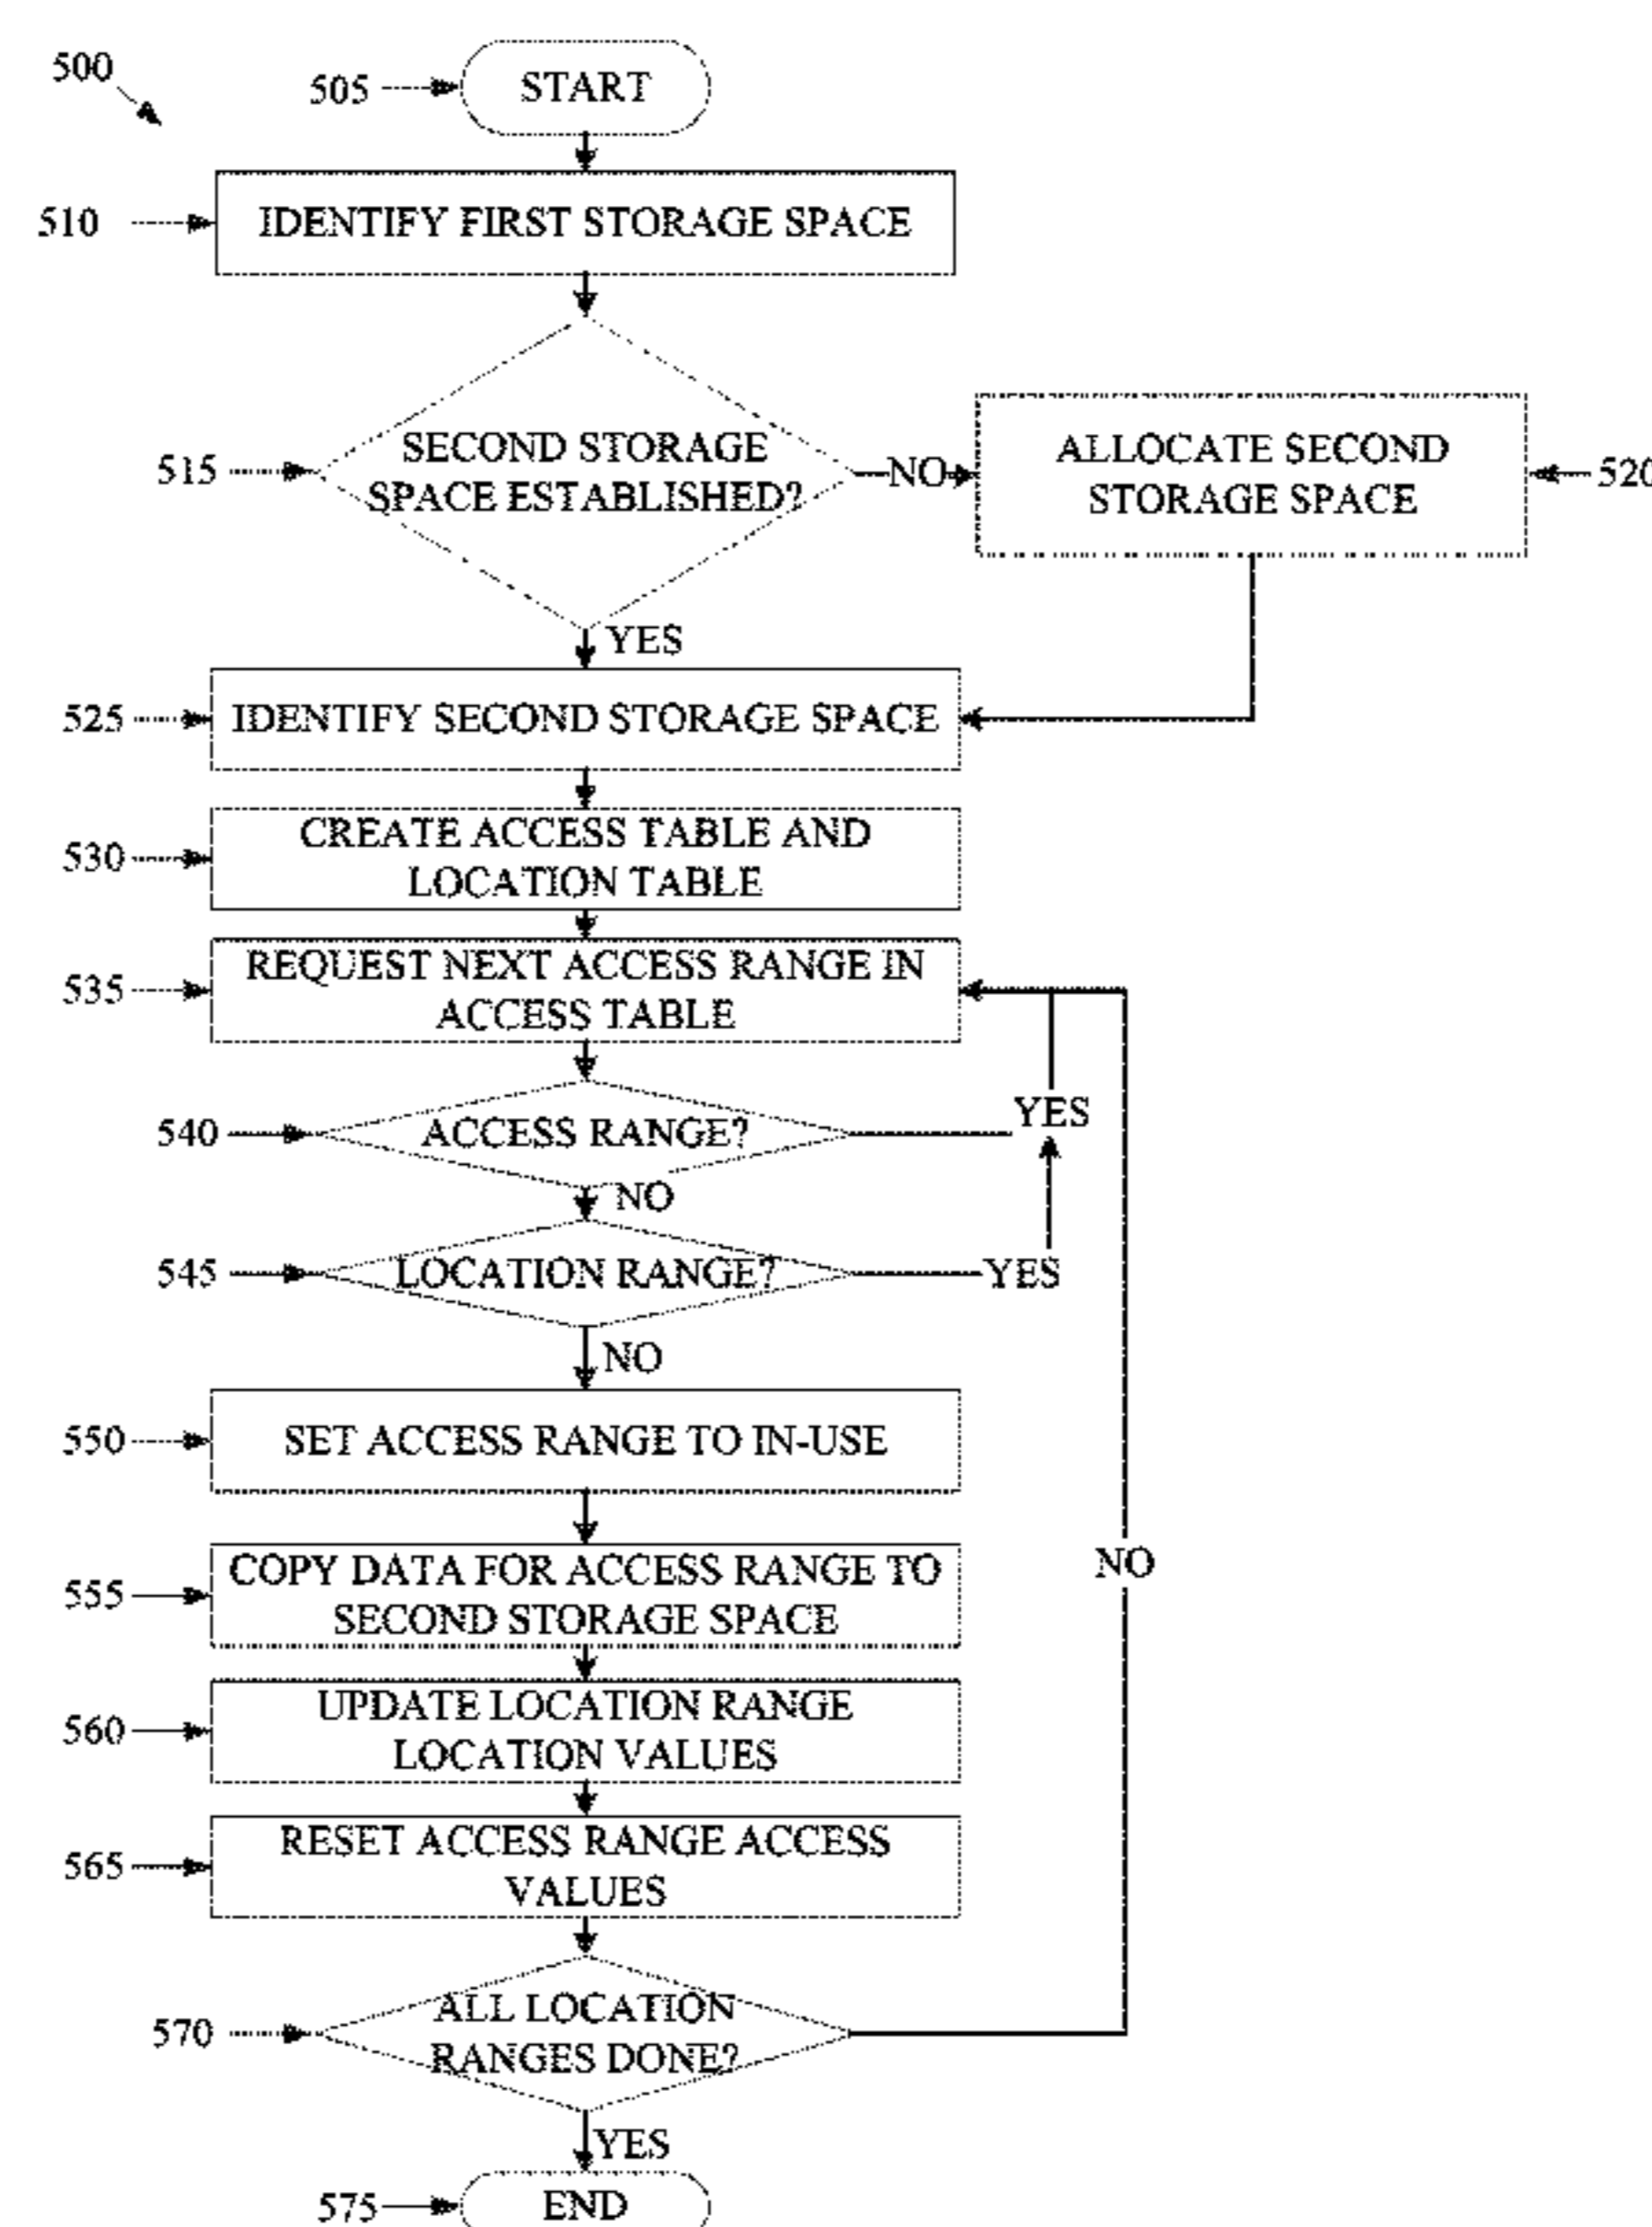 500
505
START
510
IDENTIFY FIRST STORAGE SPACE
515
SECOND STORAGE
SPACE ESTABLISHED?
NO
ALLOCATE SECOND
STORAGE SPACE
520
YES
525
IDENTIFY SECOND STORAGE SPACE
530
CREATE ACCESS TABLE AND
LOCATION TABLE
535
REQUEST NEXT ACCESS RANGE IN
ACCESS TABLE
540
ACCESS RANGE?
YES
NO
545
LOCATION RANGE?
YES
NO
550
SET ACCESS RANGE TO IN-USE
555
COPY DATA FOR ACCESS RANGE TO
SECOND STORAGE SPACE
NO
560
UPDATE LOCATION RANGE
LOCATION VALUES
565
RESET ACCESS RANGE ACCESS
VALUES
570
ALL LOCATION
RANGES DONE?
YES
575
END